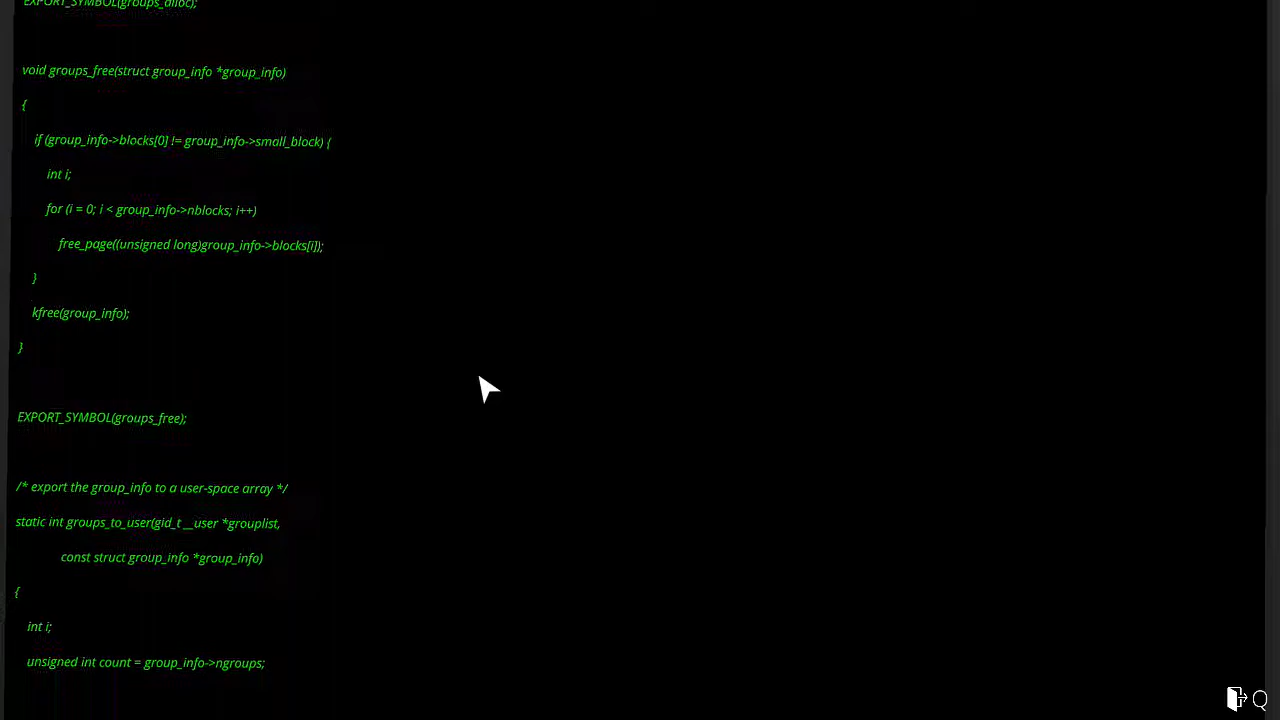 EXPORT_SYMBOL(groups_alloc);
void groups_free(struct group_info *group_info)
{
if (group_info->blocks[0] != group_info->small_block) {
int i;
for (i = 0; i < group_info->nblocks; i++)
free_page((unsigned long)group_info->blocks[i]);
}
kfree(group_info);
}
EXPORT_SYMBOL(groups_free);
/* export the group_info to a user-space array */
static int groups_to_user(gid_t __user *grouplist,
const struct group_info *group_info)
{
int i;
unsigned int count = group_info->ngroups;
Q